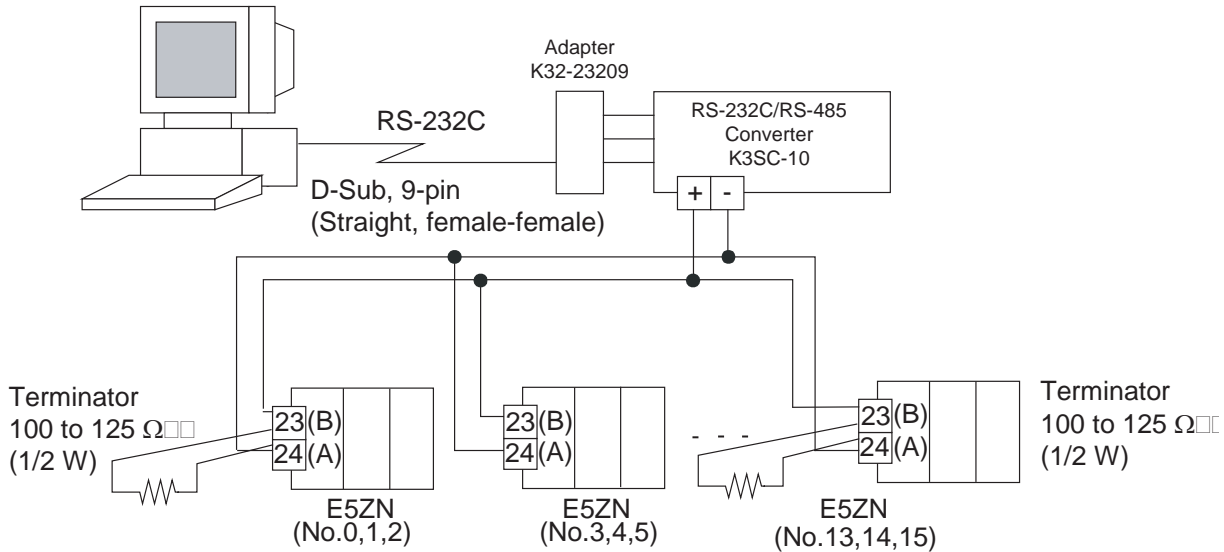 Adapter
K32-23209
RS-232C/RS-485
Converter
K3SC-10
RS-232C
+ -
D-Sub, 9-pin
(Straight, female-female)
Terminator
100 to 125 Ω□□
(1/2 W)
23(B)
24(A)
E5ZN
(No.0,1,2)
23(B)
24(A)
E5ZN
(No.3,4,5)
- - -
23(B)
24(A)
E5ZN
(No.13,14,15)
Terminator
100 to 125 Ω□□
(1/2 W)